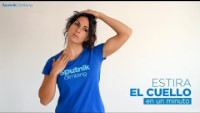 Sputnik Climbing
sputnik
climbing
ESTIRA
EL CUELLO
en un minuto